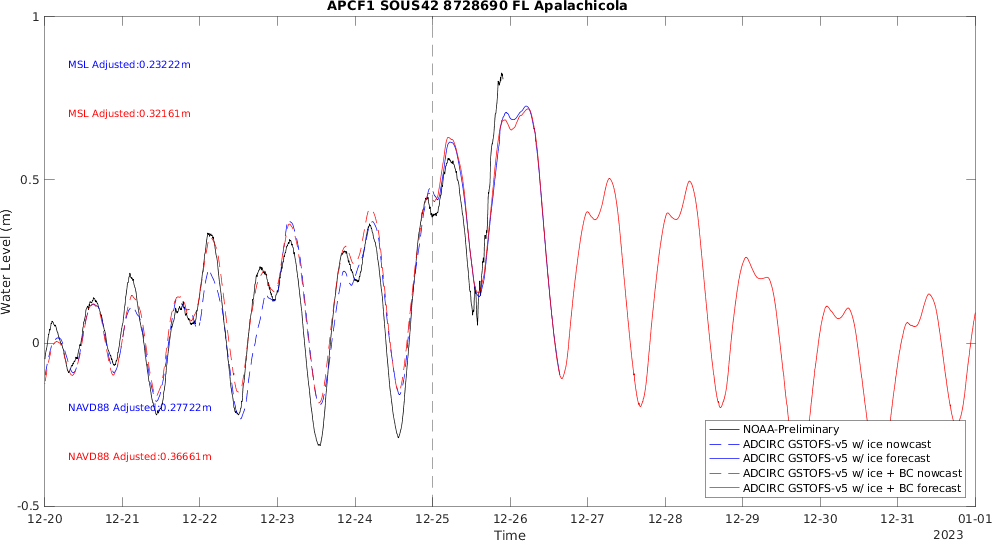 APCF1 SOUS42 8728690 FL Apalachicola
1
MSL Adjusted:0.23222m
MSL Adjusted:0.32161m
0.5
Water Level (m)
0
NAVD88 Adjusted:0.27722m
NAVD88 Adjusted:0.36661m
-0.5
NOAA-Preliminary
ADCIRC GSTOFS-v5 w/ ice nowcast
ADCIRC GSTOFS-v5 w/ ice forecast
ADCIRC GSTOFS-v5 w/ ice + BC nowcast
ADCIRC GSTOFS-v5 w/ ice + BC forecast
12-20 12-21 12-22 12-23 12-24 12-25 12-26 12-27 12-28 12-29 12-30 12-31 01-01
Time
2023